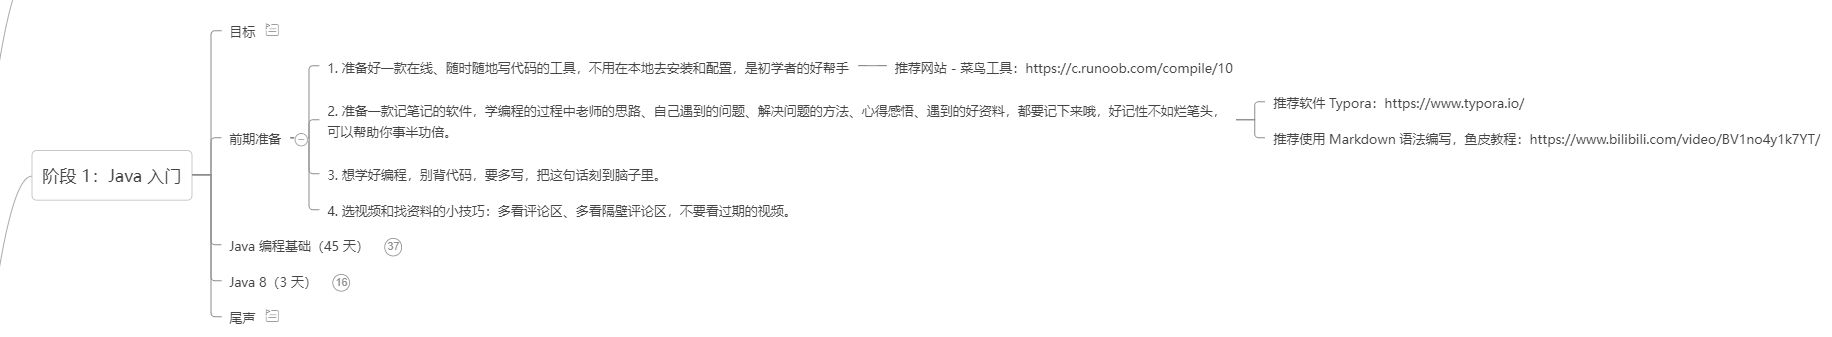 目标
1. 准备好一款在线、随时随地写代码的工具，不用在本地去安装和配置，是初学者的好帮手
推荐网站 - 菜鸟工具：https://c.runoob.com/compile/10
2. 准备一款记笔记的软件，学编程的过程中老师的思路、自己遇到的问题、解决问题的方法、心得感悟、遇到的好资料，都要记下来哦，好记性不如烂笔头，
可以帮助你事半功倍。
推荐软件 Typora：https://www.typora.io/
推荐使用 Markdown 语法编写，鱼皮教程：https://www.bilibili.com/video/BV1no4y1k7YT/
前期准备
阶段 1：Java 入门
3. 想学好编程，别背代码，要多写，把这句话刻到脑子里。
4. 选视频和找资料的小技巧：多看评论区、多看隔壁评论区，不要看过期的视频。
Java 编程基础（45 天）
37
Java 8（3 天）
16
尾声